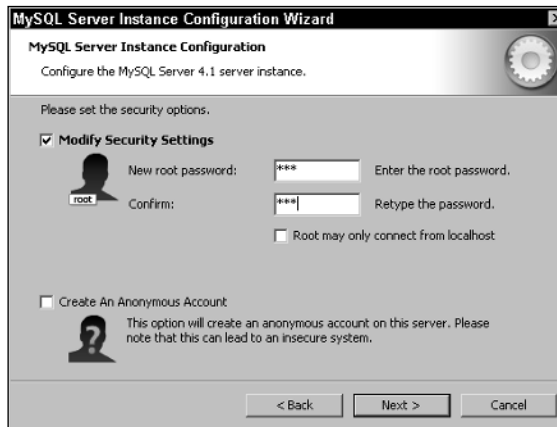 MySQL Server Instance Configuration Wizard
MySQL Server Instance Configuration
Configure the MySQL Server 4.1 server instance.
Please set the security options.
Modify Security Settings
root
New root password: *** Enter the root password.
Confirm: *** Retype the password.
Root may only connect from localhost
Create An Anonymous Account
?
This option will create an anonymous account on this server. Please
note that this can lead to an insecure system.
< Back Next > Cancel